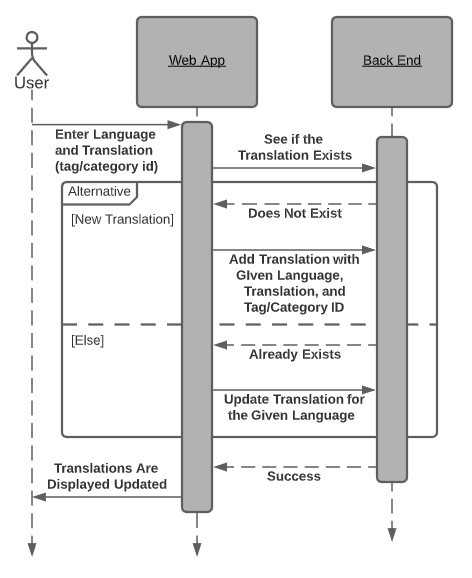 User
Web App
Back End
Enter Language
and Translation
(tag/category id)
See if the
Translation Exists
Alternative
[New Translation]
Does Not Exist
Add Translation with
GIven Language,
Translation, and
Tag/Category ID
[Else]
Already Exists
Update Translation for
the Given Language
Success
Translations Are
Displayed Updated